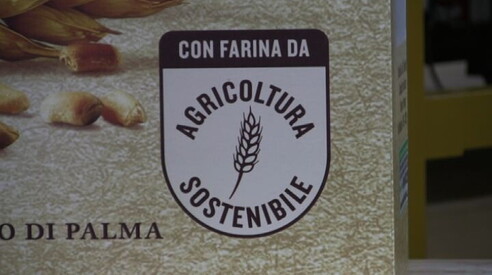 CON FARINA DA
AGRICOLTURA
SOSTENIBILE
O DI PALMA